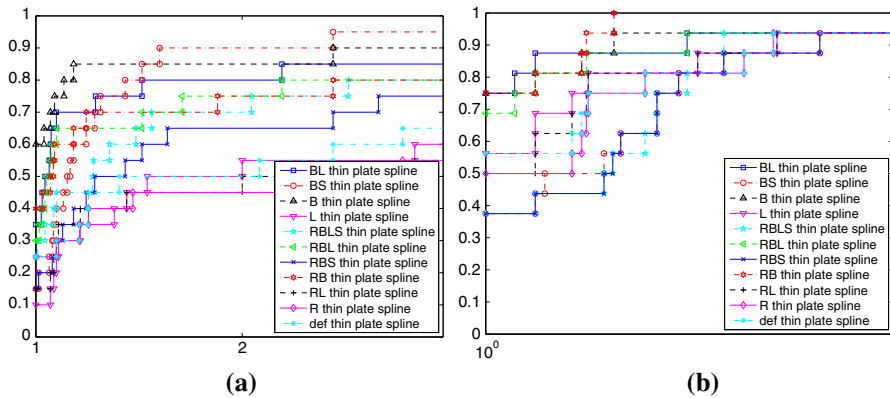 1
0.9
0.8
0.7
0.6
0.5
0.4
0.3
0.2
0.1
0
1
2
BL thin plate spline
BS thin plate spline
B thin plate spline
L thin plate spline
RBLS thin plate spline
RBL thin plate spline
RBS thin plate spline
RB thin plate spline
RL thin plate spline
R thin plate spline
def thin plate spline
(a)
1
0.9
0.8
0.7
0.6
0.5
0.4
0.3
0.2
0.1
0
10⁰
BL thin plate spline
BS thin plate spline
B thin plate spline
L thin plate spline
RBLS thin plate spline
RBL thin plate spline
RBS thin plate spline
RB thin plate spline
RL thin plate spline
R thin plate spline
def thin plate spline
(b)